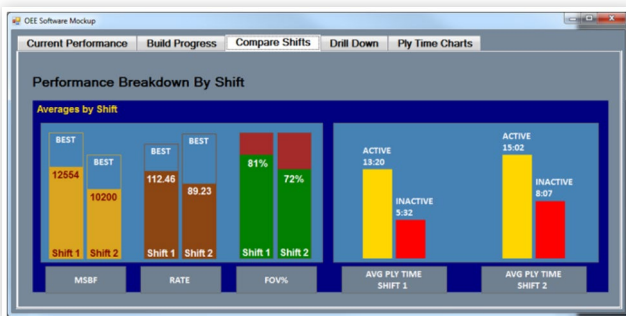 OEE Software Mockup
Current Performance Build Progress Compare Shifts Drill Down Ply Time Charts
Performance Breakdown By Shift
Averages by Shift
BEST
BEST
12554
10200
Shift 1 Shift 2
MSBF
BEST
BEST
112.46
89.23
Shift 1 Shift 2
RATE
81%
72%
Shift 1 Shift 2
FOV%
ACTIVE
13:20
INACTIVE
5:32
AVG PLY TIME
SHIFT 1
ACTIVE
15:02
INACTIVE
8:07
AVG PLY TIME
SHIFT 2